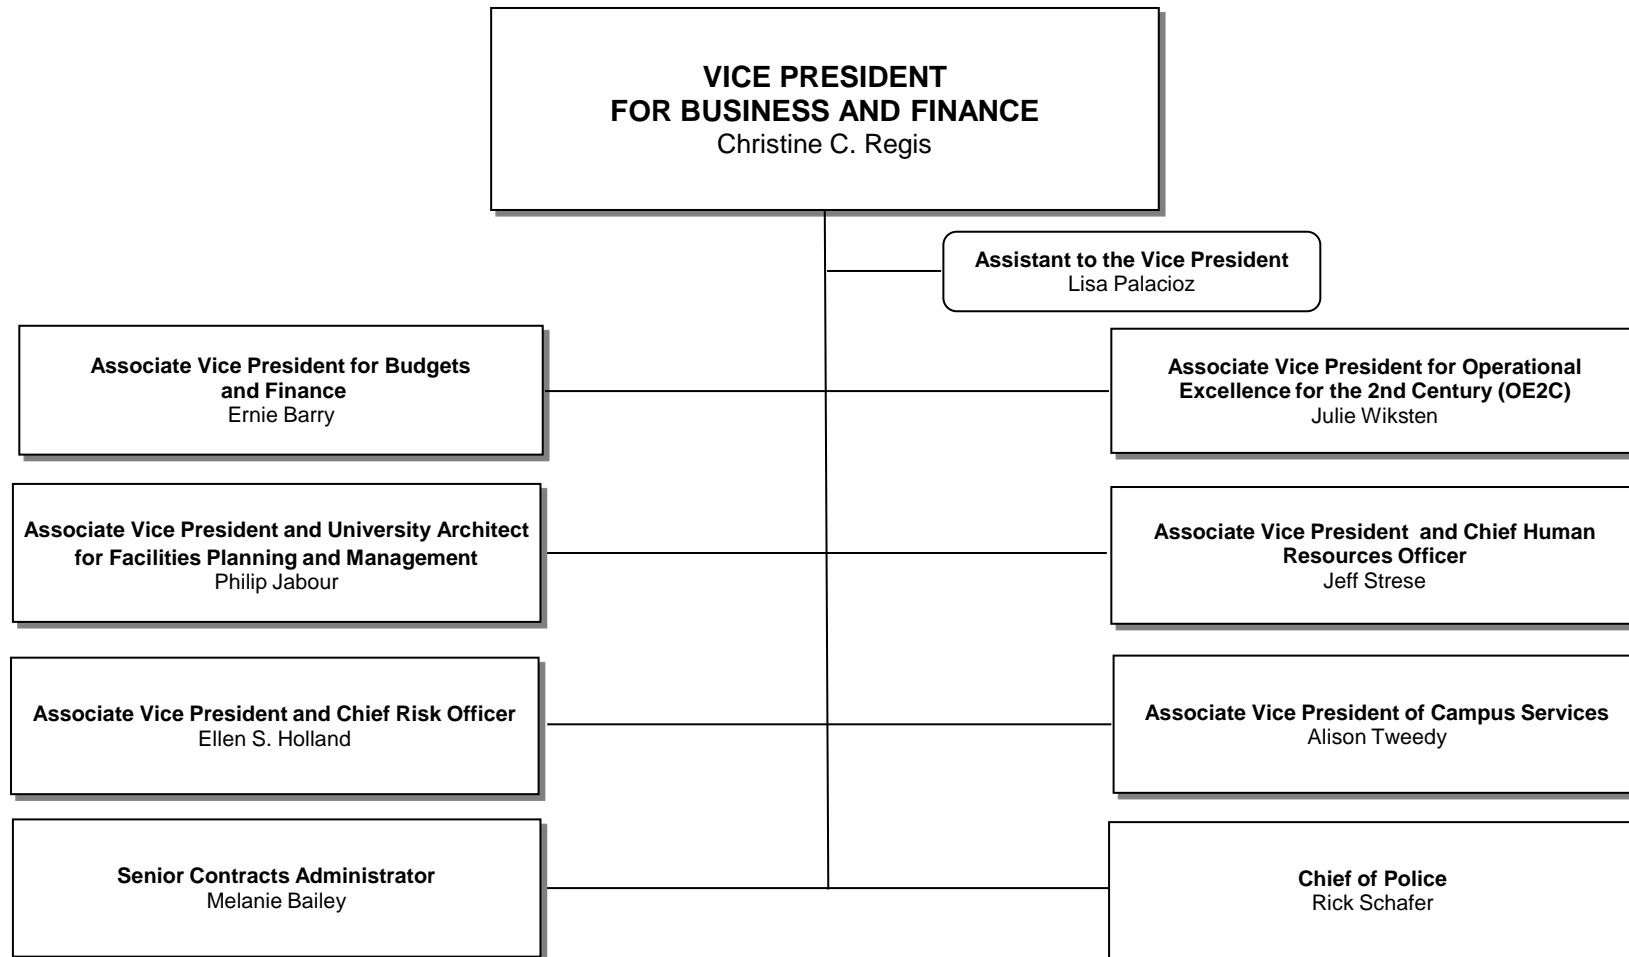 VICE PRESIDENT
FOR BUSINESS AND FINANCE
Christine C. Regis
Assistant to the Vice President
Lisa Palacioz
Associate Vice President for Budgets
and Finance
Ernie Barry
Associate Vice President for Operational
Excellence for the 2nd Century (OE2C)
Julie Wiksten
Associate Vice President and University Architect
for Facilities Planning and Management
Philip Jabour
Associate Vice President  and Chief Human
Resources Officer
Jeff Strese
Associate Vice President and Chief Risk Officer
Ellen S. Holland
Associate Vice President of Campus Services
Alison Tweedy
Senior Contracts Administrator
Melanie Bailey
Chief of Police
Rick Schafer